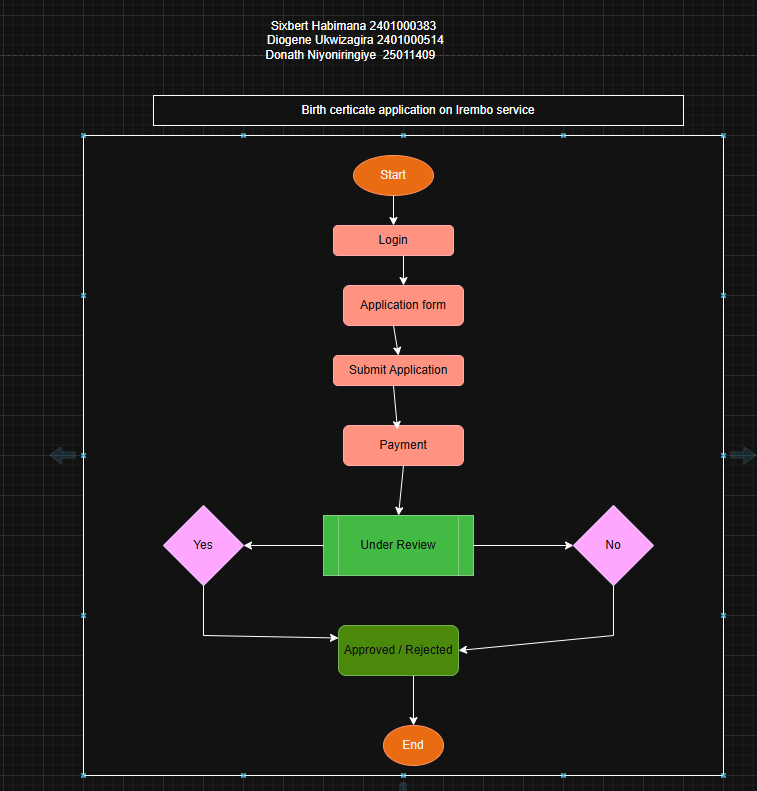 Sixbert Habimana 2401000383
Diogene Ukwizagira 2401000514
Donath Niyoniringiye  25011409
Birth certicate application on Irembo service
Start
Login
Application form
Submit Application
Payment
Yes
Under Review
No
Approved / Rejected
End